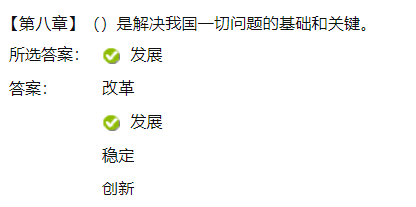 【第八章】（）是解决我国一切问题的基础和关键。
所选答案： 发展
答案： 改革
发展
稳定
创新